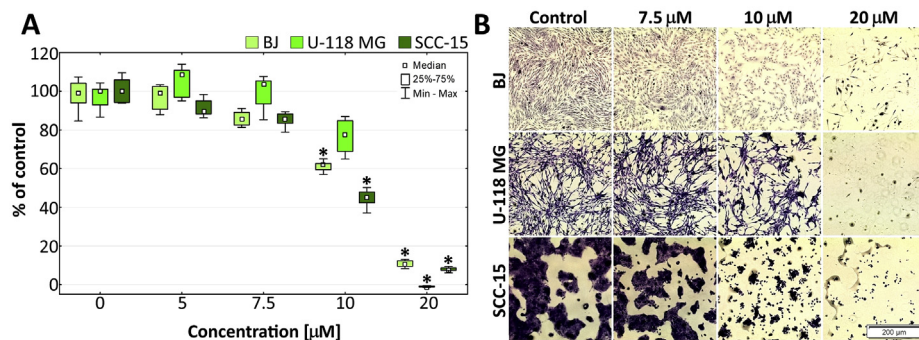 A
BJ U-118 MG SCC-15
Median
25%-75%
Min - Max
% of control
120
100
80
60
40
20
0
* * * * *
0 5 7.5 10 20
Concentration [µM]
B
Control 7.5 µM 10 µM 20 µM
BJ
U-118 MG
SCC-15
200 µm